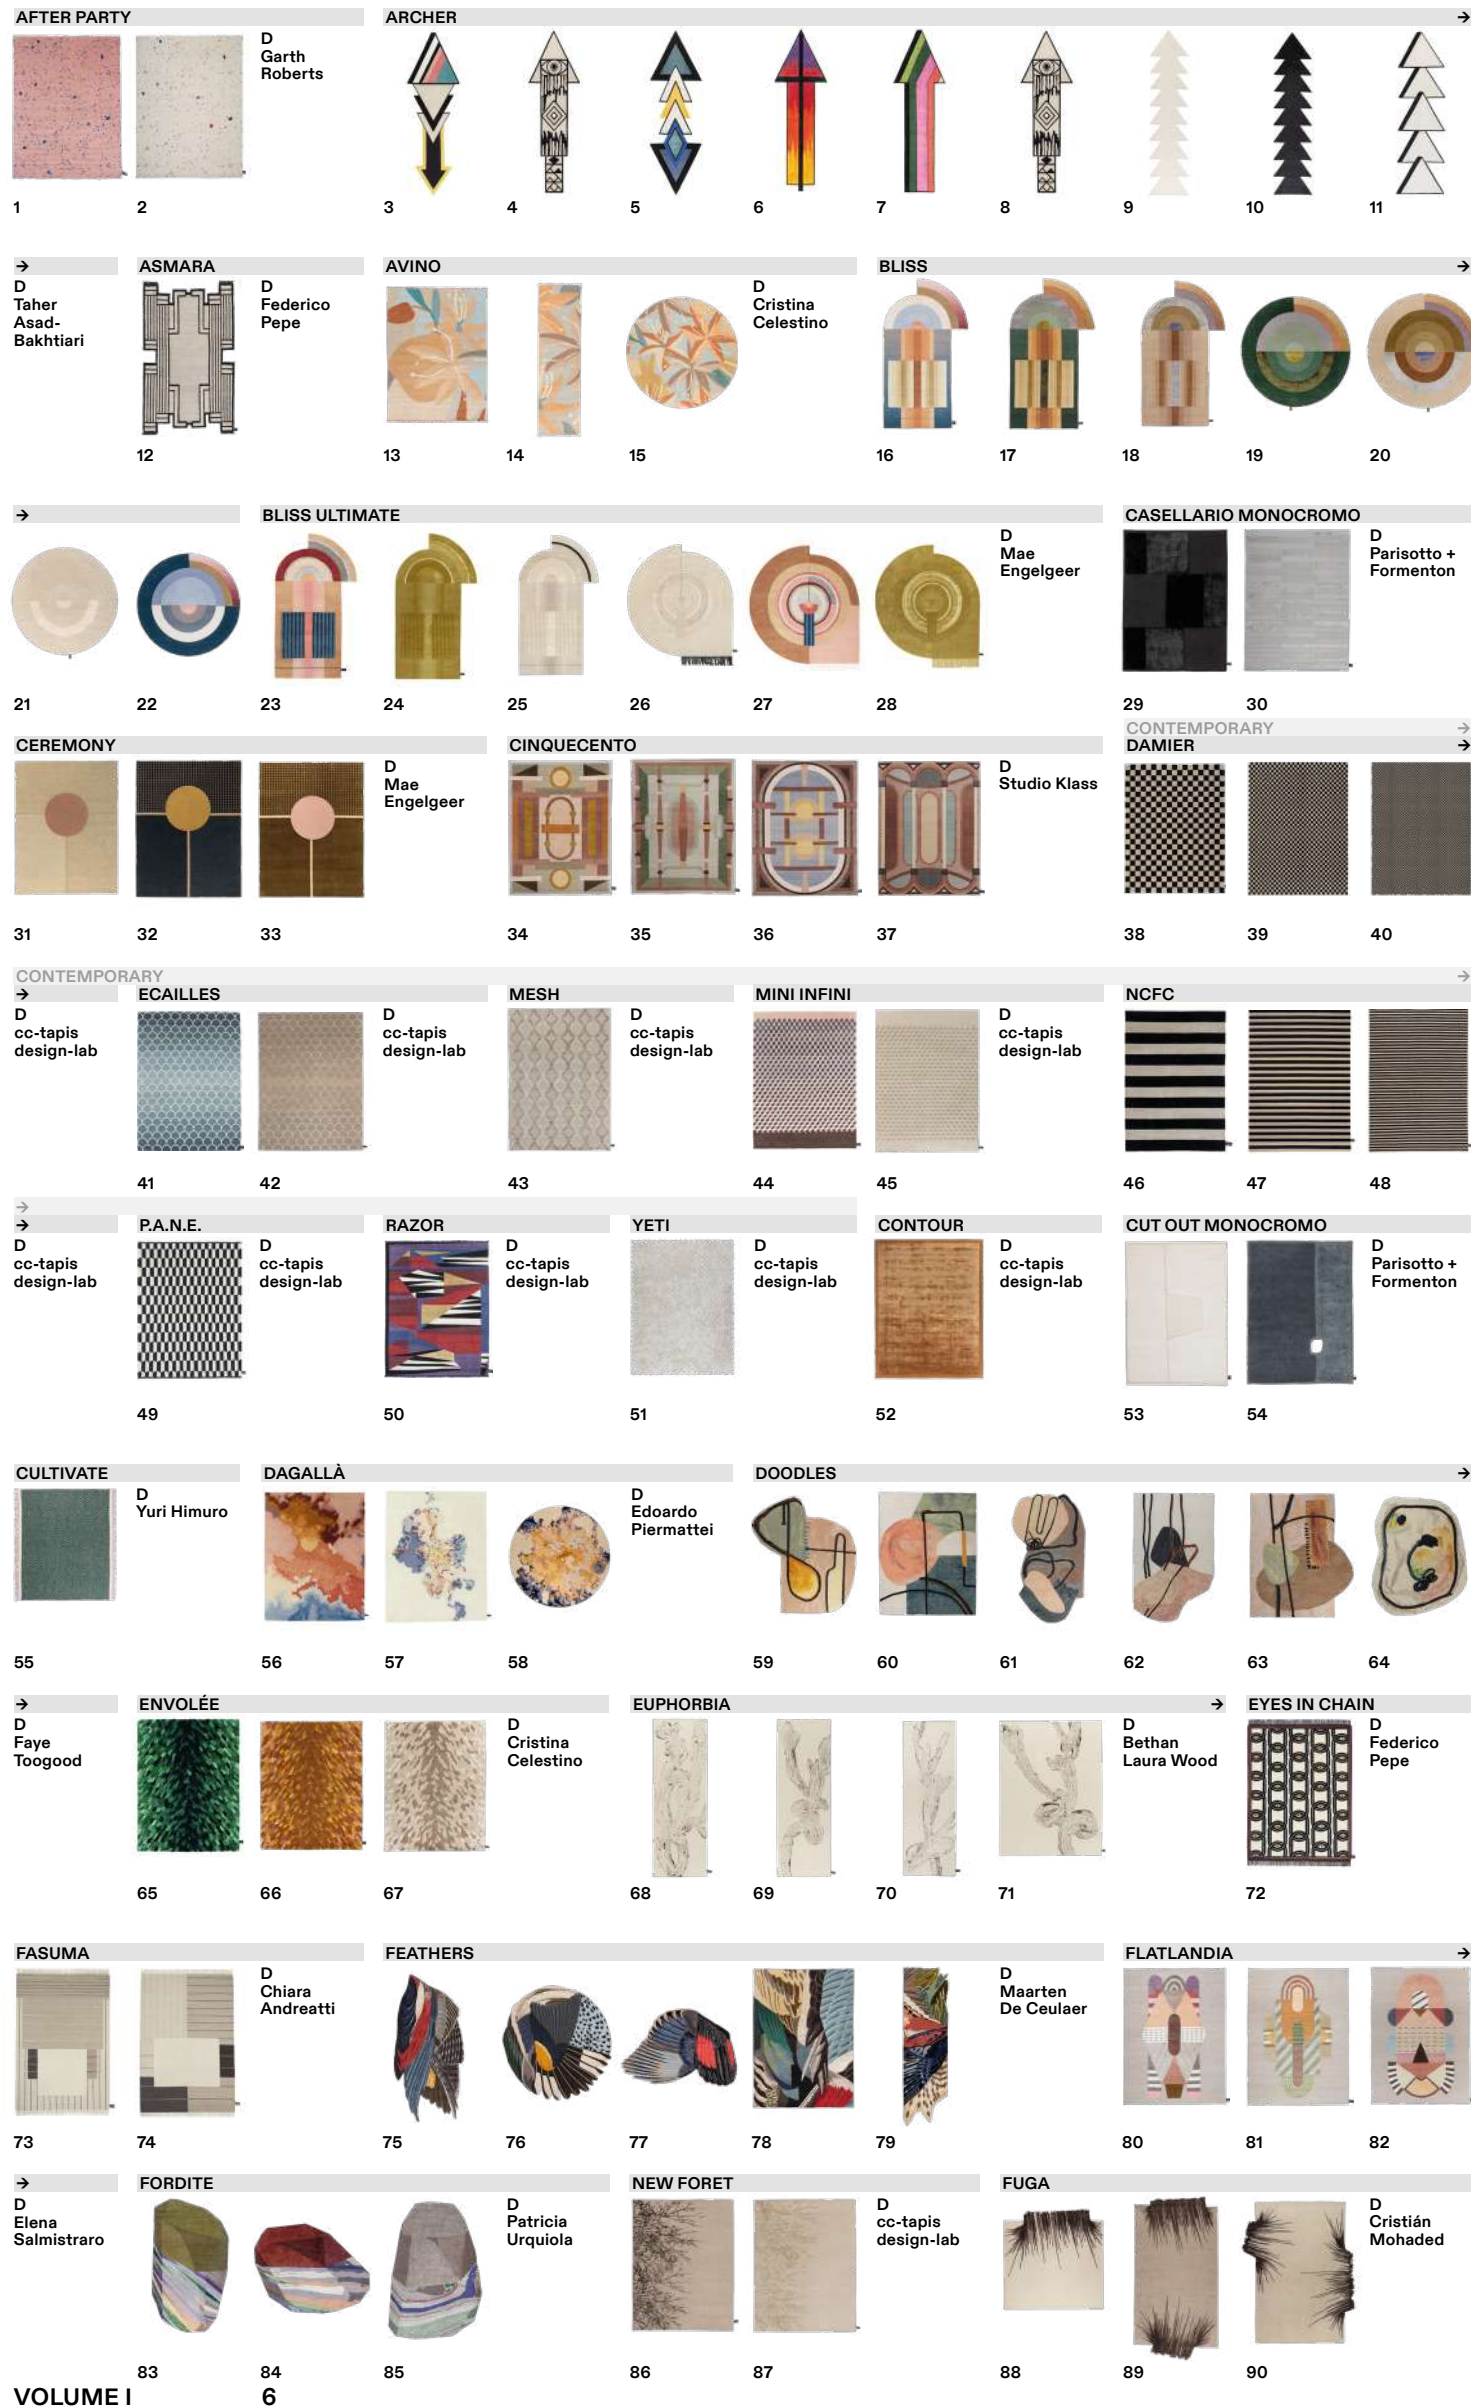 AFTER PARTY
ARCHER →
D
Garth
Roberts
1 2 3 4 5 6 7 8 9 10 11
→ ASMARA AVINO BLISS →
D
Taher
Asad-
Bakhtiari
D
Federico
Pepe
D
Cristina
Celestino
12 13 14 15 16 17 18 19 20
→ BLISS ULTIMATE CASELLARIO MONOCROMO
D
Mae
Engelgeer
D
Parisotto +
Formenton
21 22 23 24 25 26 27 28 29 30
CONTEMPORARY →
CEREMONY CINQUECENTO DAMIER →
D
Mae
Engelgeer
D
Studio Klass
31 32 33 34 35 36 37 38 39 40
CONTEMPORARY →
→ ECAILLES MESH MINI INFINI NCFC
D
cc-tapis
design-lab
D
cc-tapis
design-lab
D
cc-tapis
design-lab
D
cc-tapis
design-lab
41 42 43 44 45 46 47 48
→
→ P.A.N.E. RAZOR YETI CONTOUR CUT OUT MONOCROMO
D
cc-tapis
design-lab
D
cc-tapis
design-lab
D
cc-tapis
design-lab
D
cc-tapis
design-lab
D
cc-tapis
design-lab
D
Parisotto +
Formenton
49 50 51 52 53 54
CULTIVATE DAGALLÀ DOODLES →
D
Yuri Himuro
D
Edoardo
Piermattei
55 56 57 58 59 60 61 62 63 64
→ ENVOLÉE EUPHORBIA → EYES IN CHAIN
D
Faye
Toogood
D
Cristina
Celestino
D
Bethan
Laura Wood
D
Federico
Pepe
65 66 67 68 69 70 71 72
FASUMA FEATHERS FLATLANDIA →
D
Chiara
Andreatti
D
Maarten
De Ceulaer
73 74 75 76 77 78 79 80 81 82
→ FORDITE NEW FORET FUGA
D
Elena
Salmistraro
D
Patricia
Urquiola
D
cc-tapis
design-lab
D
Cristián
Mohaded
83 84 85 86 87 88 89 90
VOLUME I 6